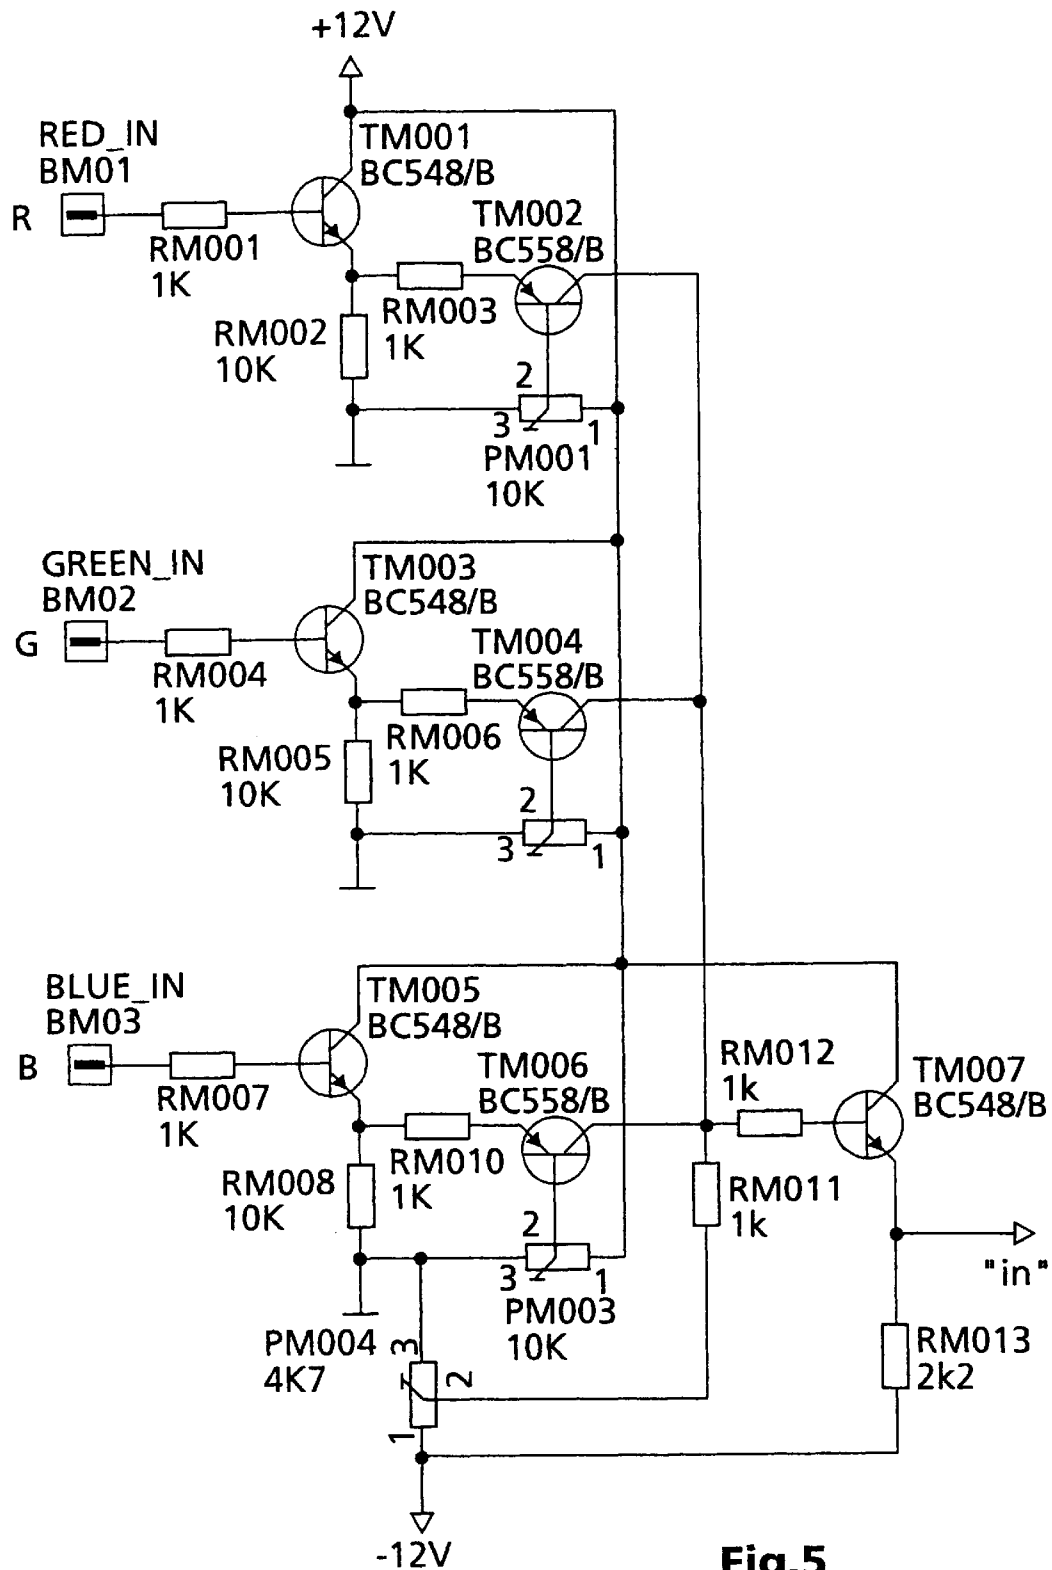 +12V
RED_IN
BM01
R
RM001
1K
TM001
BC548/B
TM002
BC558/B
RM002
10K
RM003
1K
2
3
1
PM001
10K
GREEN_IN
BM02
G
RM004
1K
TM003
BC548/B
TM004
BC558/B
RM005
10K
RM006
1K
2
3
1
BLUE_IN
BM03
B
RM007
1K
TM005
BC548/B
TM006
BC558/B
RM012
1k
TM007
BC548/B
RM008
10K
RM010
1K
RM011
1k
2
3
1
PM003
10K
"in"
PM004
4K7
3
2
1
RM013
2k2
-12V
Fig.5